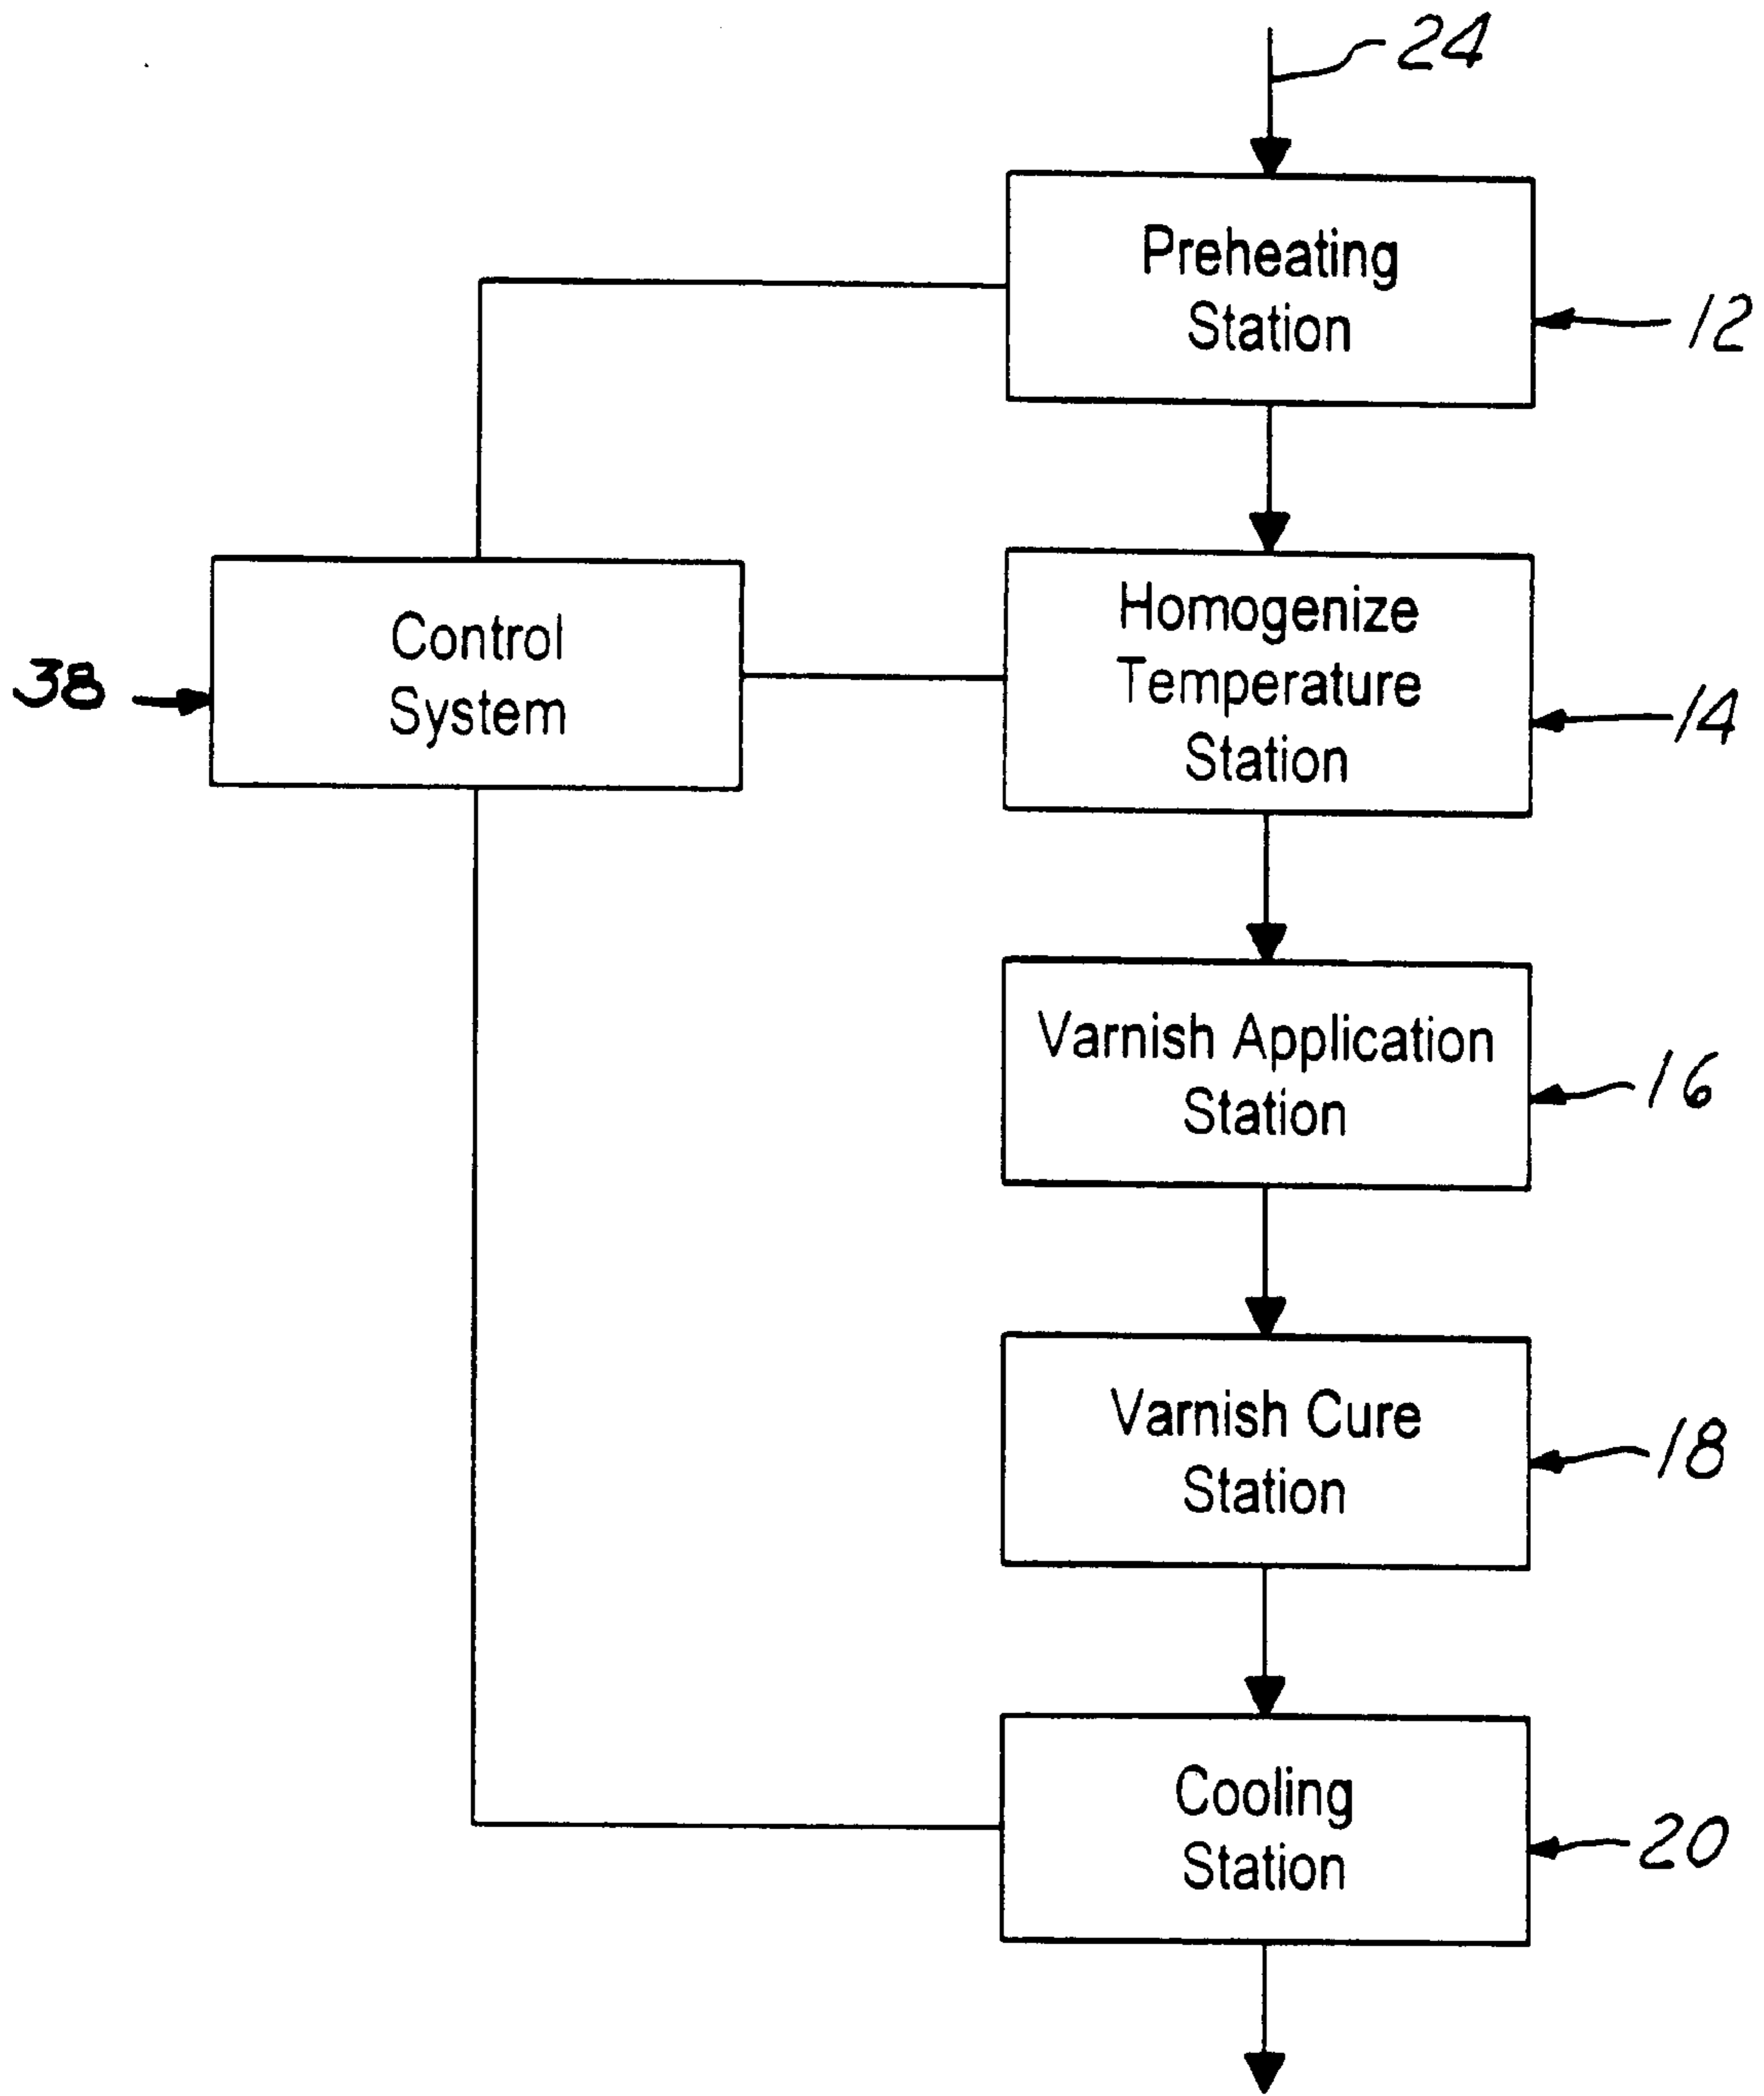 24
Preheating
Station
12
Control
System
38
Homogenize
Temperature
Station
14
Varnish Application
Station
16
Varnish Cure
Station
18
Cooling
Station
20